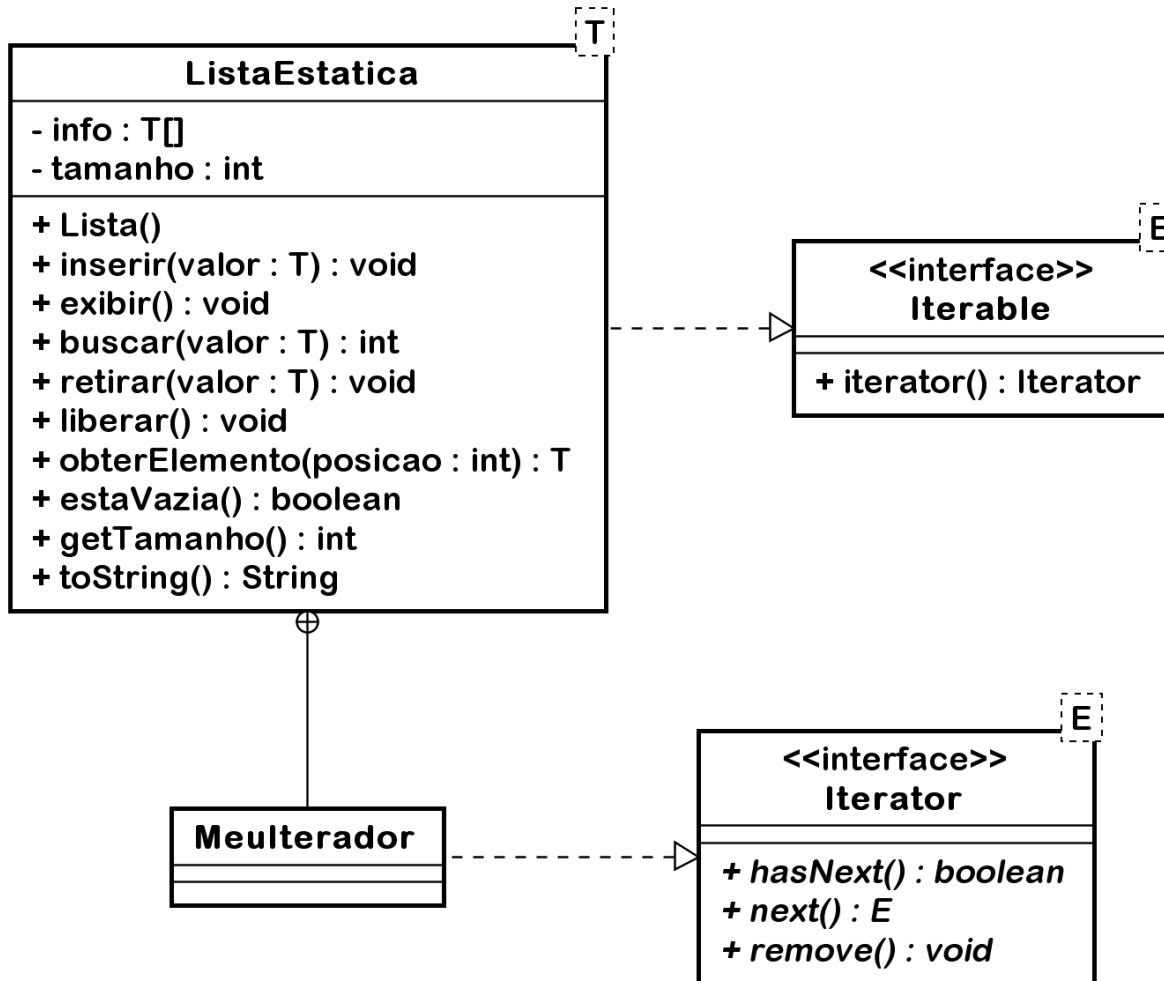 T
ListaEstatica
- info : T[]
- tamanho : int
+ Lista()
+ inserir(valor : T) : void
+ exibir() : void
+ buscar(valor : T) : int
+ retirar(valor : T) : void
+ liberar() : void
+ obterElemento(posicao : int) : T
+ estaVazia() : boolean
+ getTamanho() : int
+ toString() : String
E
<<interface>>
Iterable
+ iterator() : Iterator
MeuIterador
E
<<interface>>
Iterator
+ hasNext() : boolean
+ next() : E
+ remove() : void